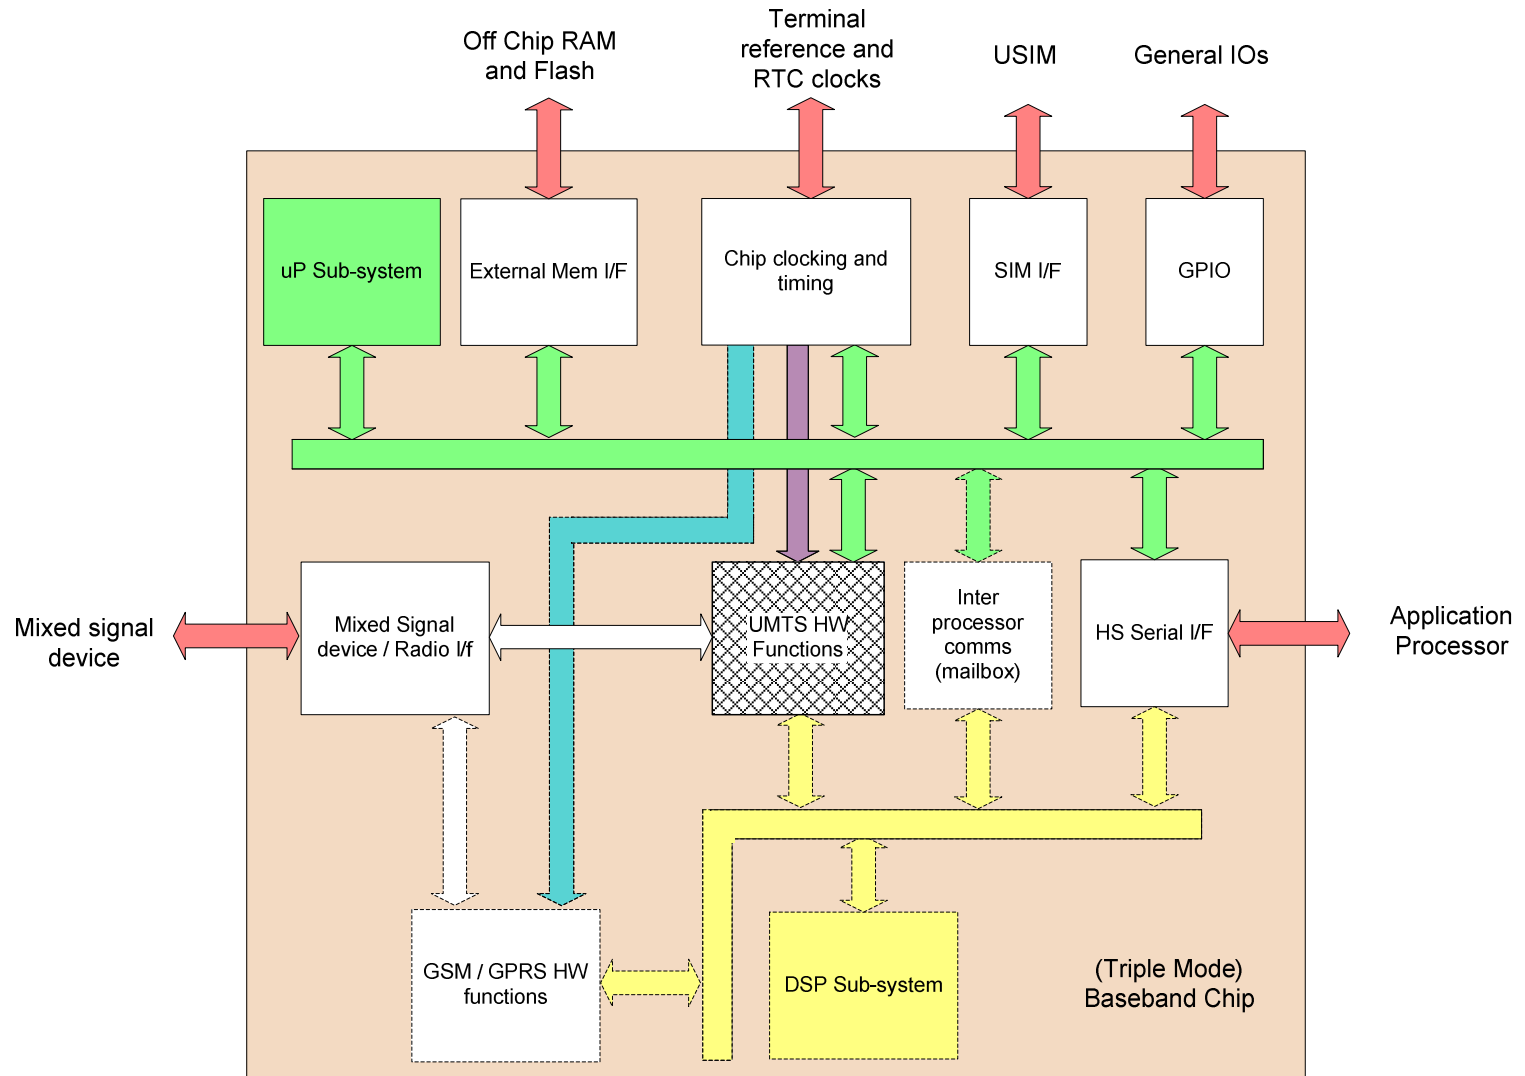 Off Chip RAM
and Flash
Terminal
reference and
RTC clocks
USIM
General IOs
uP Sub-system
External Mem I/F
Chip clocking and
timing
SIM I/F
GPIO
Mixed signal
device
Mixed Signal
device / Radio I/f
UMTS HW
Functions
Inter
processor
comms
(mailbox)
HS Serial I/F
Application
Processor
GSM / GPRS HW
functions
DSP Sub-system
(Triple Mode)
Baseband Chip